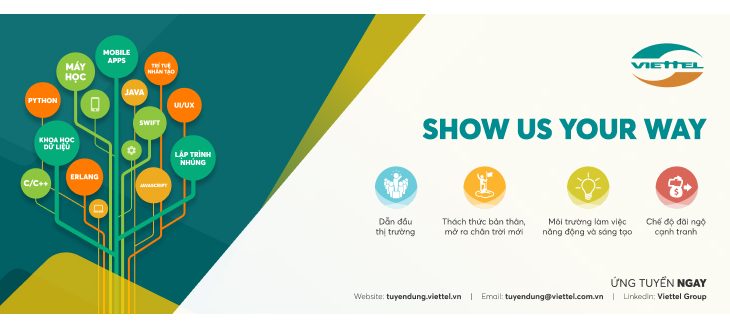 MOBILE
APPS
MÁY
HỌC
TRÍ TUỆ
NHÂN TẠO
PYTHON
JAVA
UI/UX
SWIFT
KHOA HỌC
DỮ LIỆU
LẬP TRÌNH
NHÚNG
C/C++
ERLANG
JAVASCRIPT
VIETTEL
SHOW US YOUR WAY
Dẫn đầu
thị trường
Thách thức bản thân,
mở ra chân trời mới
Môi trường làm việc
năng động và sáng tạo
Chế độ đãi ngộ
cạnh tranh
$
ỨNG TUYỂN NGAY
Website: tuyendung.viettel.vn | Email: tuyendung@viettel.com.vn | LinkedIn: Viettel Group